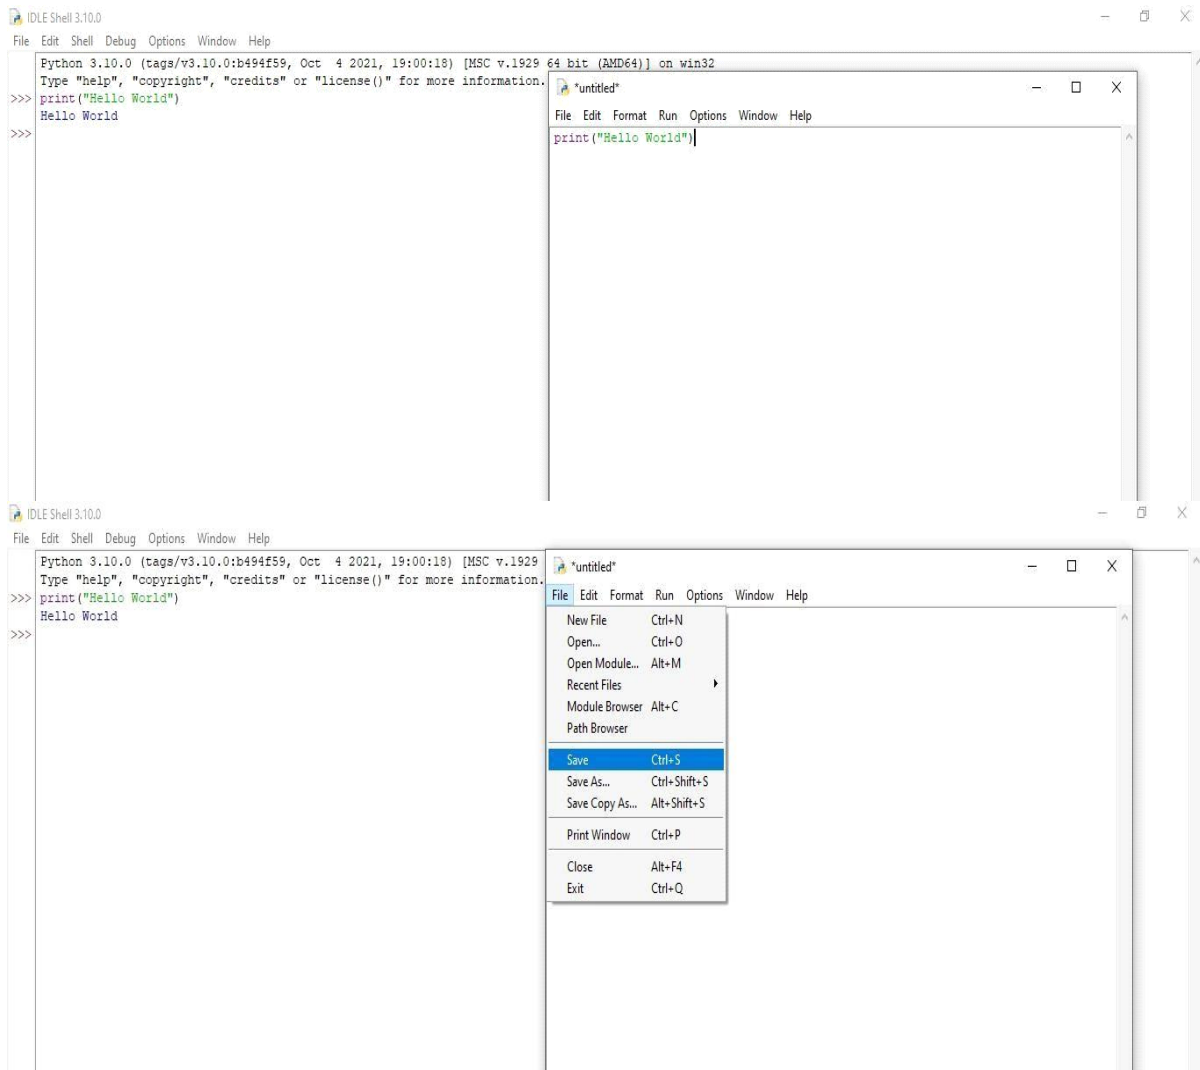 IDLE Shell 3.10.0
File Edit Shell Debug Options Window Help
Python 3.10.0 (tags/v3.10.0:b494f59, Oct  4 2021, 19:00:18) [MSC v.1929 64 bit (AMD64)] on win32
Type "help", "copyright", "credits" or "license()" for more information.
>>> print("Hello World")
Hello World
>>>
*untitled*
File Edit Format Run Options Window Help
print("Hello World")
IDLE Shell 3.10.0
File Edit Shell Debug Options Window Help
Python 3.10.0 (tags/v3.10.0:b494f59, Oct  4 2021, 19:00:18) [MSC v.1929
Type "help", "copyright", "credits" or "license()" for more information.
>>> print("Hello World")
Hello World
>>>
*untitled*
File Edit Format Run Options Window Help
New File Ctrl+N
Open... Ctrl+O
Open Module... Alt+M
Recent Files
Module Browser Alt+C
Path Browser
Save Ctrl+S
Save As... Ctrl+Shift+S
Save Copy As... Alt+Shift+S
Print Window Ctrl+P
Close Alt+F4
Exit Ctrl+Q